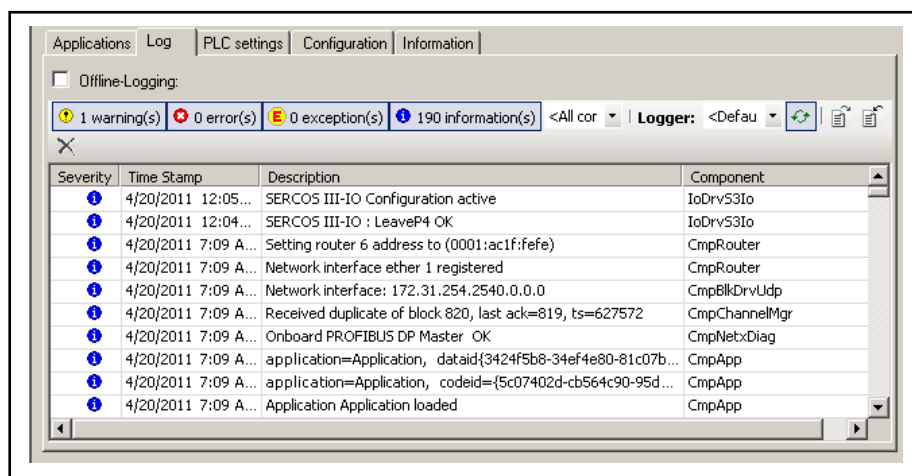 Applications Log PLC settings Configuration Information
Offline-Logging:
1 warning(s) 0 error(s) E 0 exception(s) 190 information(s) <All cor Logger: <Defau
Severity Time Stamp Description Component
4/20/2011 12:05... SERCOS III-IO Configuration active IoDrvS3Io
4/20/2011 12:04... SERCOS III-IO : LeaveP4 OK IoDrvS3Io
4/20/2011 7:09 A... Setting router 6 address to (0001:ac1f:fefe) CmpRouter
4/20/2011 7:09 A... Network interface ether 1 registered CmpRouter
4/20/2011 7:09 A... Network interface: 172.31.254.2540.0.0.0 CmpBlkDrvUdp
4/20/2011 7:09 A... Received duplicate of block 820, last ack=819, ts=627572 CmpChannelMgr
4/20/2011 7:09 A... Onboard PROFIBUS DP Master OK CmpNetxDiag
4/20/2011 7:09 A... application=Application, dataid{3424f5b8-34ef4e80-81c07b... CmpApp
4/20/2011 7:09 A... application=Application, codeid={5c07402d-cb564c90-95d... CmpApp
4/20/2011 7:09 A... Application Application loaded CmpApp